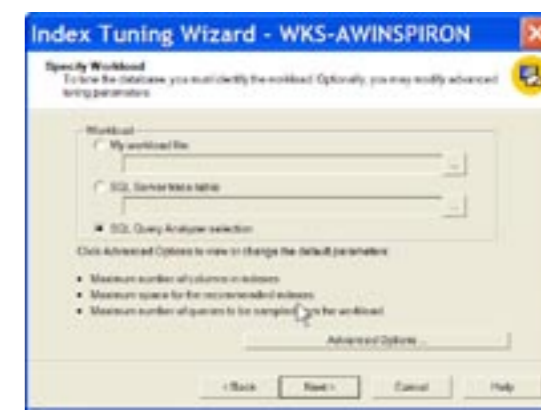 Index Tuning Wizard - WKS-AWINSPIRON
Specify Workload
To tune the database, you must identify the workload. Optionally, you may modify advanced
tuning parameters.
Workload
My workload file:
...
SQL Server trace table:
...
SQL Query Analyzer selection
Click Advanced Options to view or change the default parameters:
• Maximum number of columns in indexes
• Maximum space for the recommended indexes
• Maximum number of queries to be sampled from the workload
Advanced Options ...
< Back
Next >
Cancel
Help